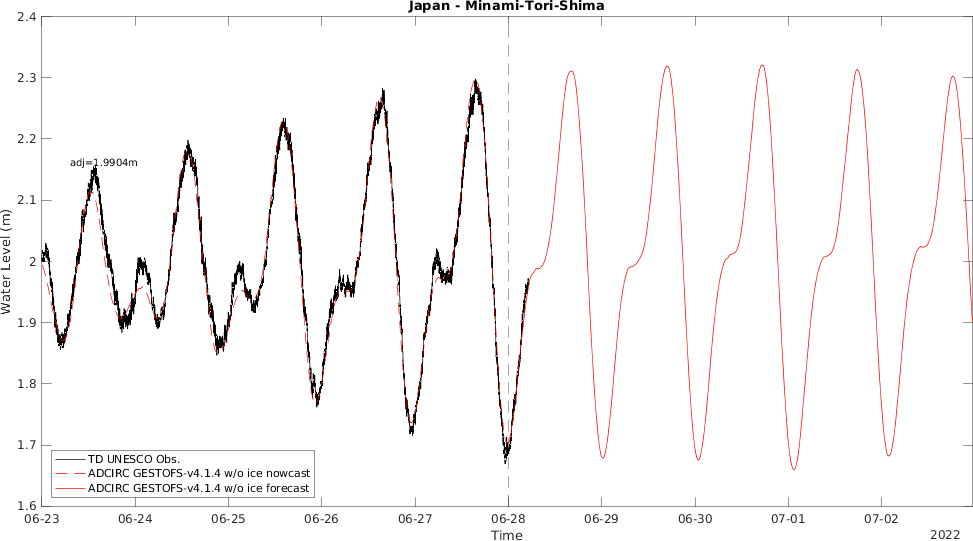 Japan - Minami-Tori-Shima
2.4
2.3
2.2
2.1
2
1.9
1.8
1.7
1.6
Water Level (m)
adj=1.9904m
TD UNESCO Obs.
ADCIRC GESTOFS-v4.1.4 w/o ice nowcast
ADCIRC GESTOFS-v4.1.4 w/o ice forecast
06-23 06-24 06-25 06-26 06-27 06-28 06-29 06-30 07-01 07-02
Time
2022